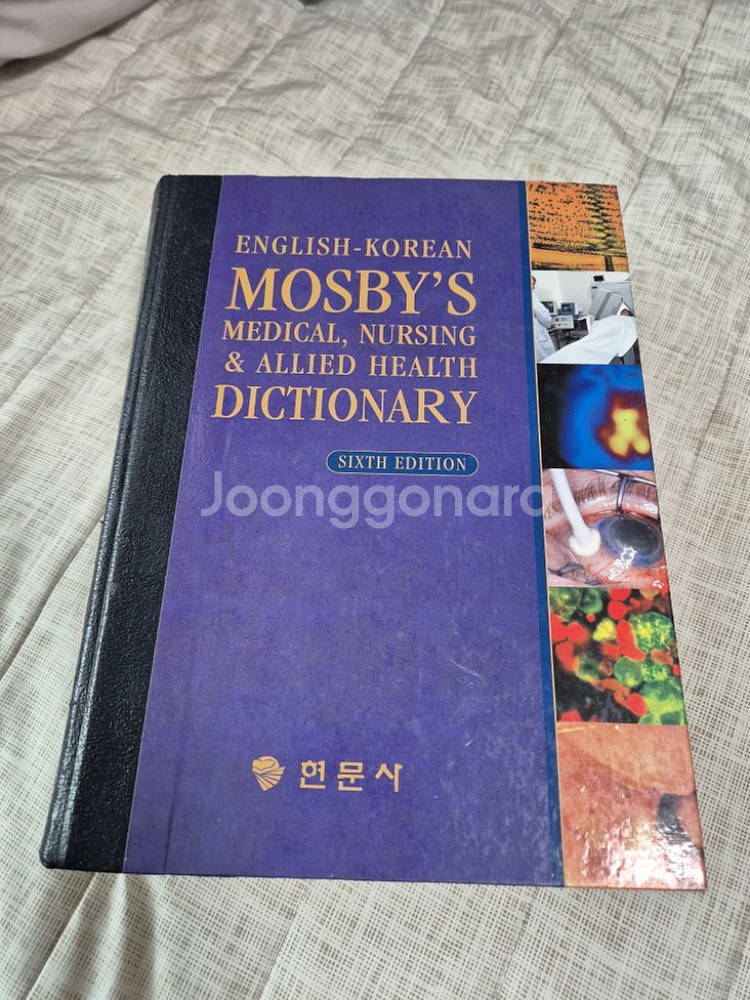 ENGLISH-KOREAN
MOSBY'S
MEDICAL, NURSING
& ALLIED HEALTH
DICTIONARY
SIXTH EDITION
Joonggonara
현문사